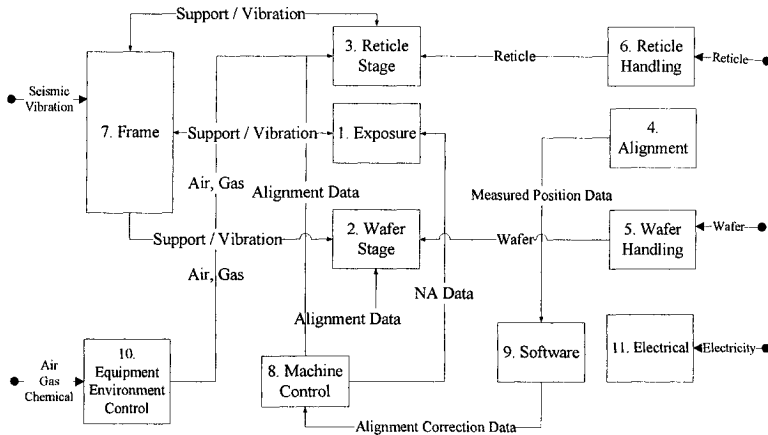 Support / Vibration
3. Reticle
Stage
Reticle
6. Reticle
Handling
Reticle
Seismic
Vibration
7. Frame
Support / Vibration
1. Exposure
4.
Alignment
Air, Gas
Alignment Data
Measured Position Data
Support / Vibration
2. Wafer
Stage
Wafer
5. Wafer
Handling
Wafer
Air, Gas
NA Data
Alignment Data
Air
Gas
Chemical
10.
Equipment
Environment
Control
8. Machine
Control
9. Software
11. Electrical
Electricity
Alignment Correction Data